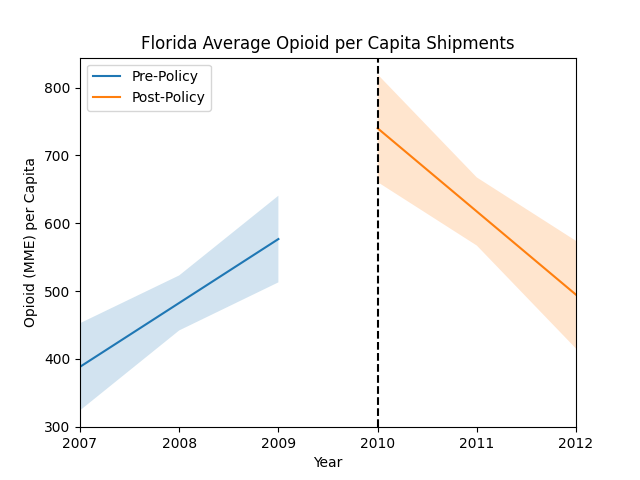 Florida Average Opioid per Capita Shipments
Pre-Policy
Post-Policy
Opioid (MME) per Capita
800
700
600
500
400
300
2007 2008 2009 2010 2011 2012
Year